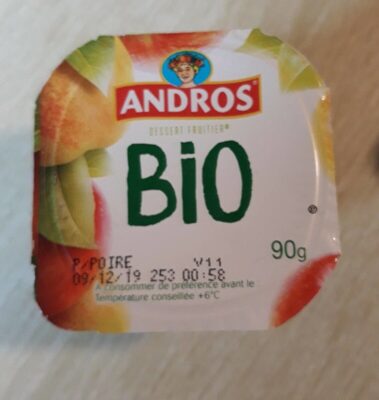 ANDROS
DESSERT FRUITIER®
BiO
90g
P/POIRE V11
09/12/19 253 00:58
A consommer de préférence avant le
Température conseillée +6°C